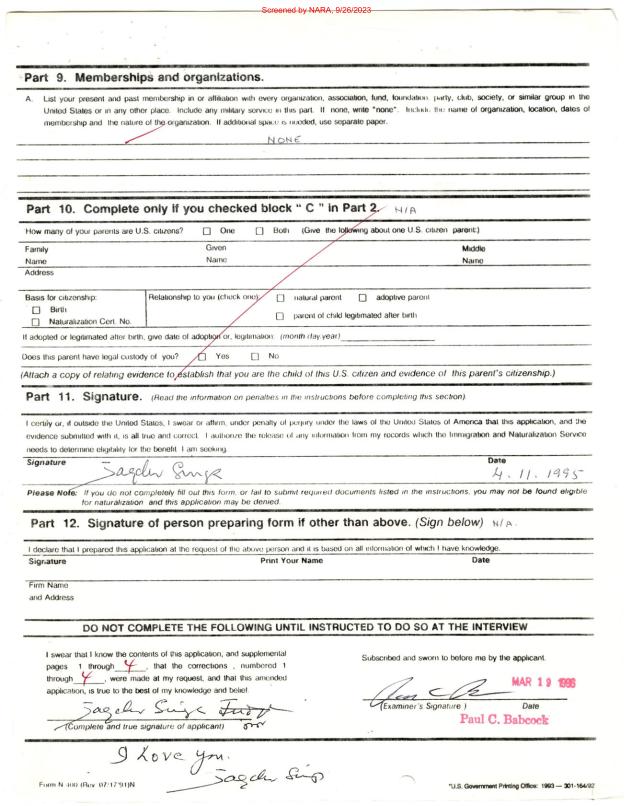 Screened by NARA, 9/26/2023
Part 9. Memberships and organizations.
A. List your present and past membership in or affiliation with every organization, association, fund, foundation, party, club, society, or similar group in the
United States or in any other place. Include any military service in this part. If none, write "none". Include the name of organization, location, dates of
membership and the nature of the organization. If additional space is needed, use separate paper.
NONE
Part 10. Complete only if you checked block " C " in Part 2. N/A
How many of your parents are U.S. citizens? One Both (Give the following about one U.S. citizen parent:)
Family Given Middle
Name Name Name
Address
Basis for citizenship: Relationship to you (check one): natural parent adoptive parent
Birth
parent of child legitimated after birth
Naturalization Cert. No.
If adopted or legitimated after birth, give date of adoption or, legitimation: (month day year)
Does this parent have legal custody of you? Yes No
(Attach a copy of relating evidence to establish that you are the child of this U.S. citizen and evidence of this parent's citizenship.)
Part 11. Signature. (Read the information on penalties in the instructions before completing this section)
I certify or, if outside the United States, I swear or affirm, under penalty of perjury under the laws of the United States of America that this application, and the
evidence submitted with it, is all true and correct. I authorize the release of any information from my records which the Immigration and Naturalization Service
needs to determine eligibility for the benefit I am seeking.
Signature Date
4.11.1995
Please Note: If you do not completely fill out this form, or fail to submit required documents listed in the instructions, you may not be found eligible
for naturalization and this application may be denied.
Part 12. Signature of person preparing form if other than above. (Sign below) N/A.
I declare that I prepared this application at the request of the above person and it is based on all information of which I have knowledge.
Signature Print Your Name Date
Firm Name
and Address
DO NOT COMPLETE THE FOLLOWING UNTIL INSTRUCTED TO DO SO AT THE INTERVIEW
I swear that I know the contents of this application, and supplemental
pages 1 through 4, that the corrections, numbered 1
through 4, were made at my request, and that this amended
application, is true to the best of my knowledge and belief.
(Complete and true signature of applicant)
Subscribed and sworn to before me by the applicant.
MAR 19 1996
(Examiner's Signature) Date
Paul C. Babcock
I Love you.
Form N-400 (Rev. 07/17/91)N
*U.S. Government Printing Office: 1993 — 301-164/92